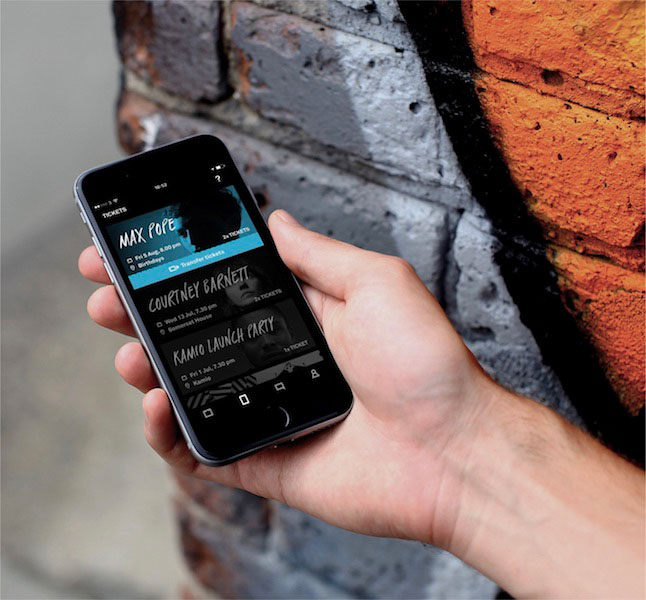 16:52
?
TICKETS
MAX POPE
Fri 5 Aug, 8.00 pm
Birthdays
2x TICKETS
Transfer tickets
COURTNEY BARNETT
Wed 13 Jul, 7.30 pm
Somerset House
2x TICKETS
KAMIO LAUNCH PARTY
Fri 1 Jul, 7.30 pm
Kamio
1x TICKET